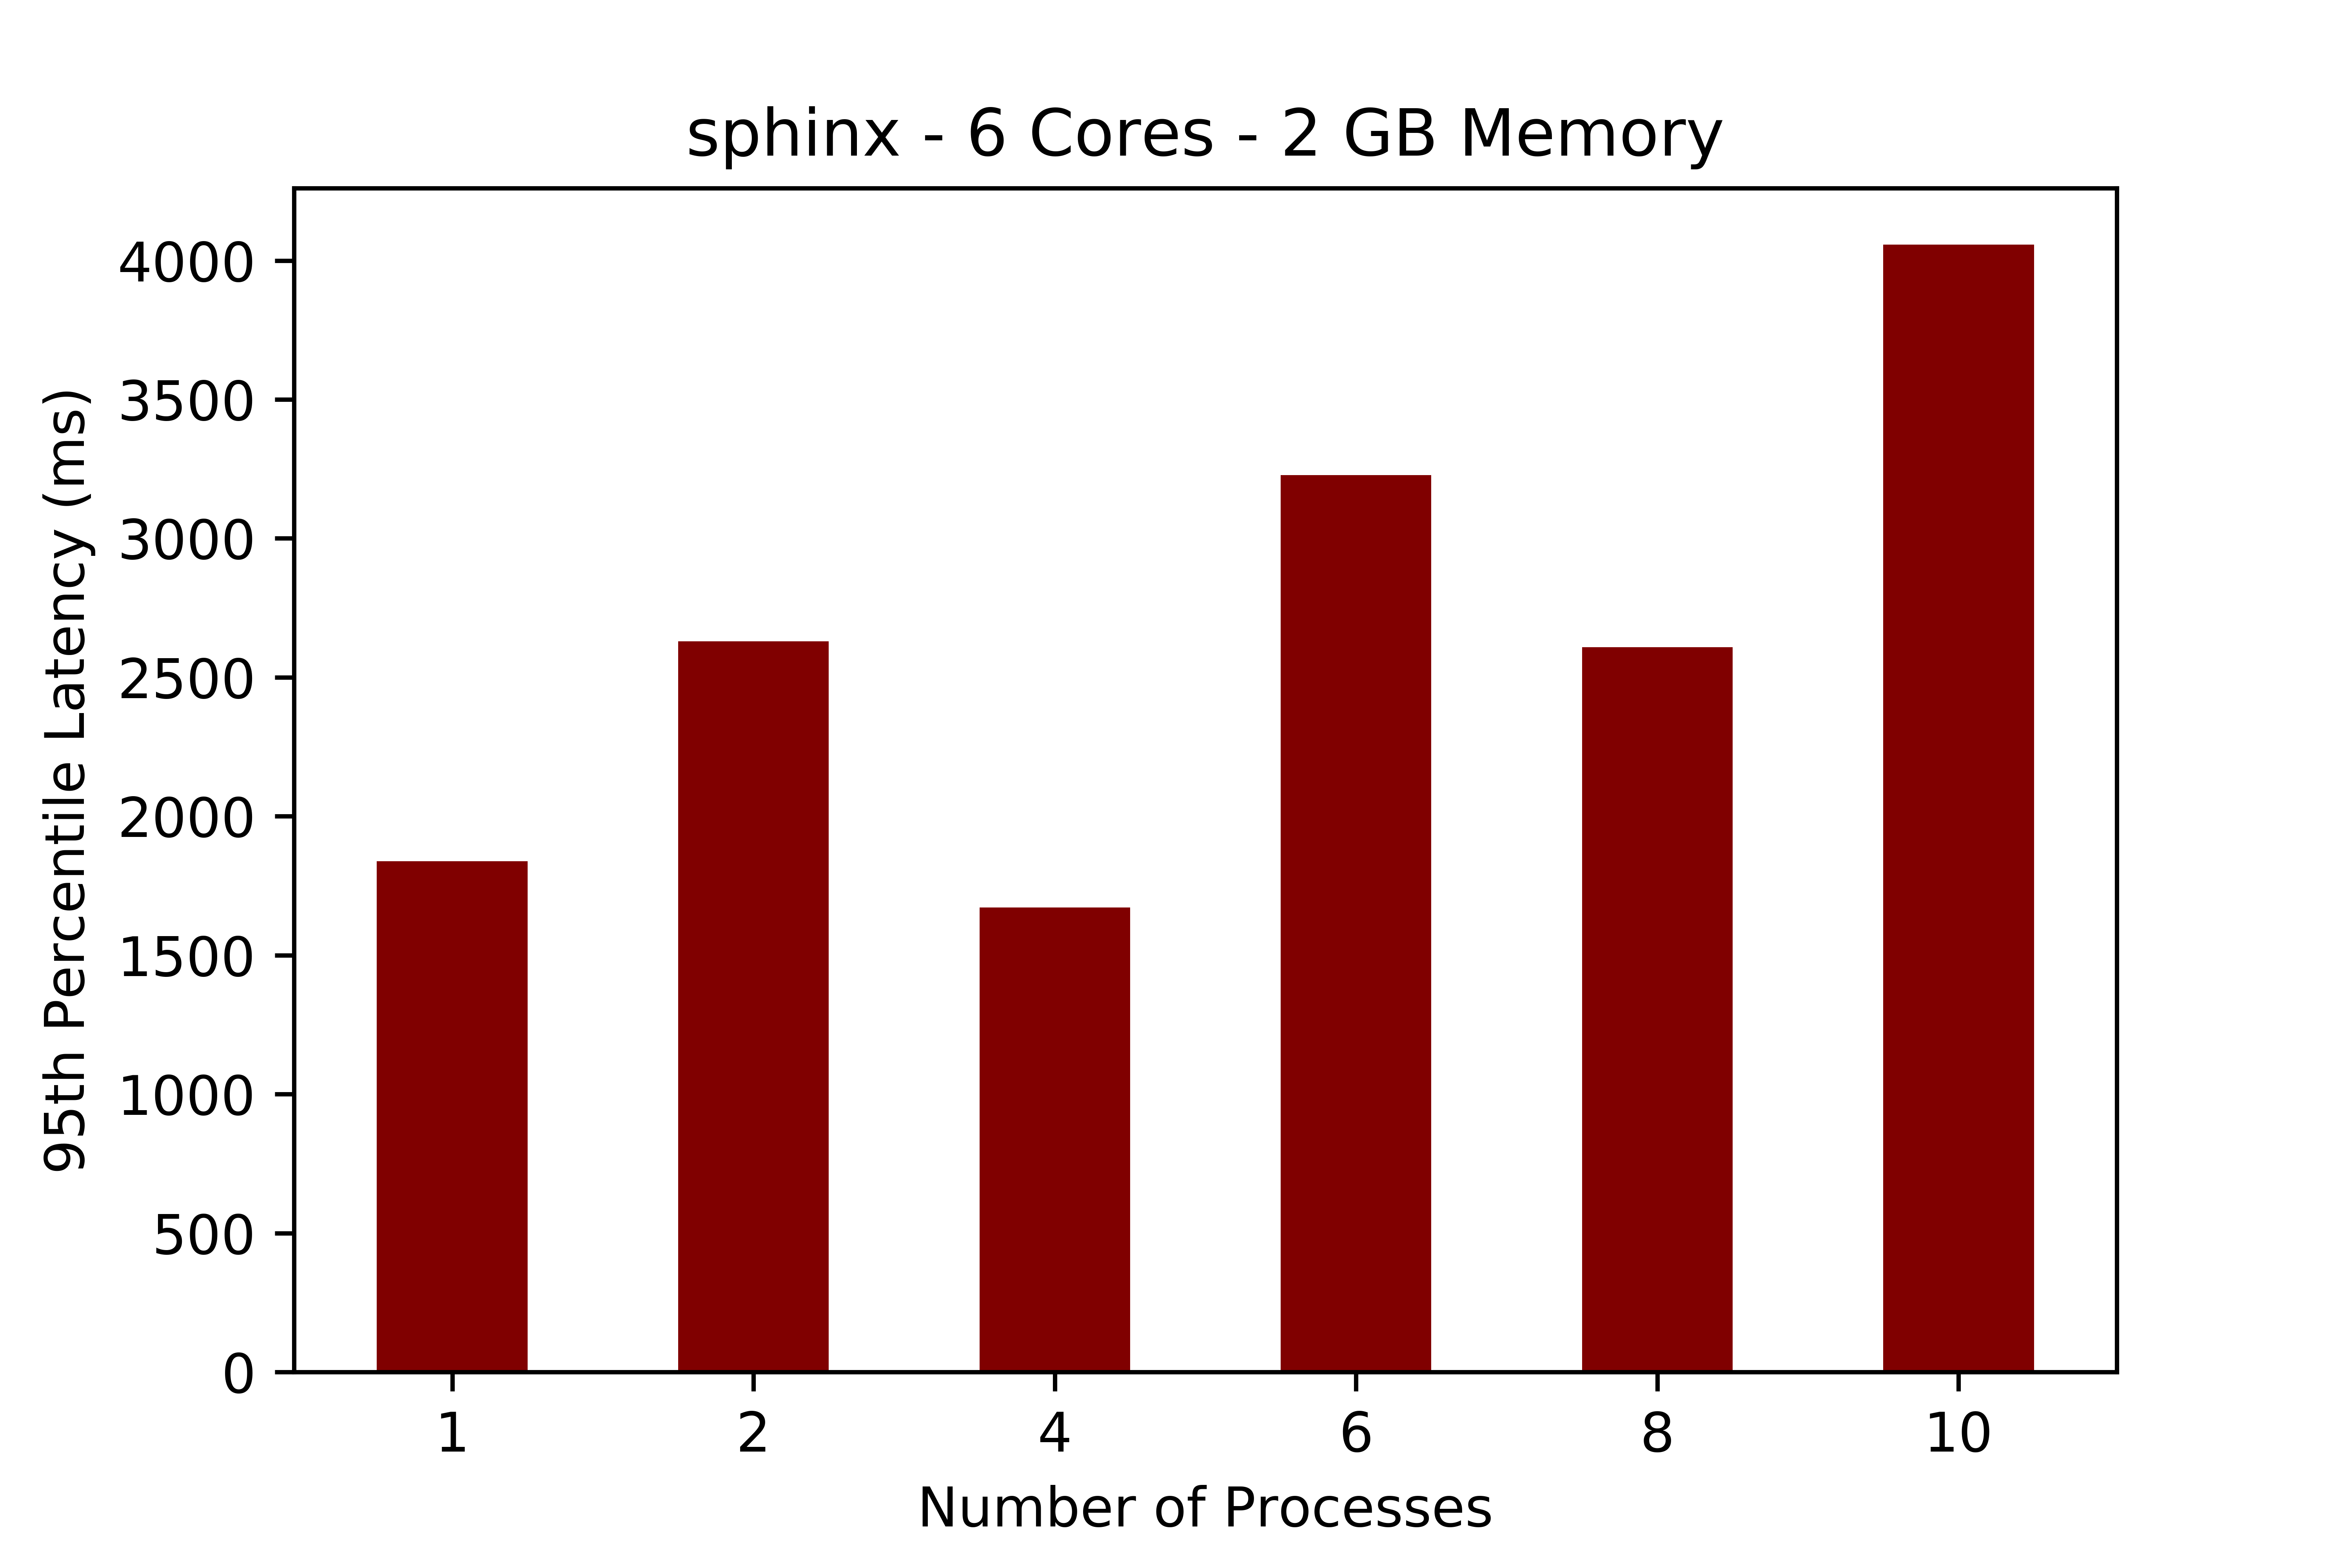 sphinx - 6 Cores - 2 GB Memory
95th Percentile Latency (ms)
4000
3500
3000
2500
2000
1500
1000
500
0
1 2 4 6 8 10
Number of Processes